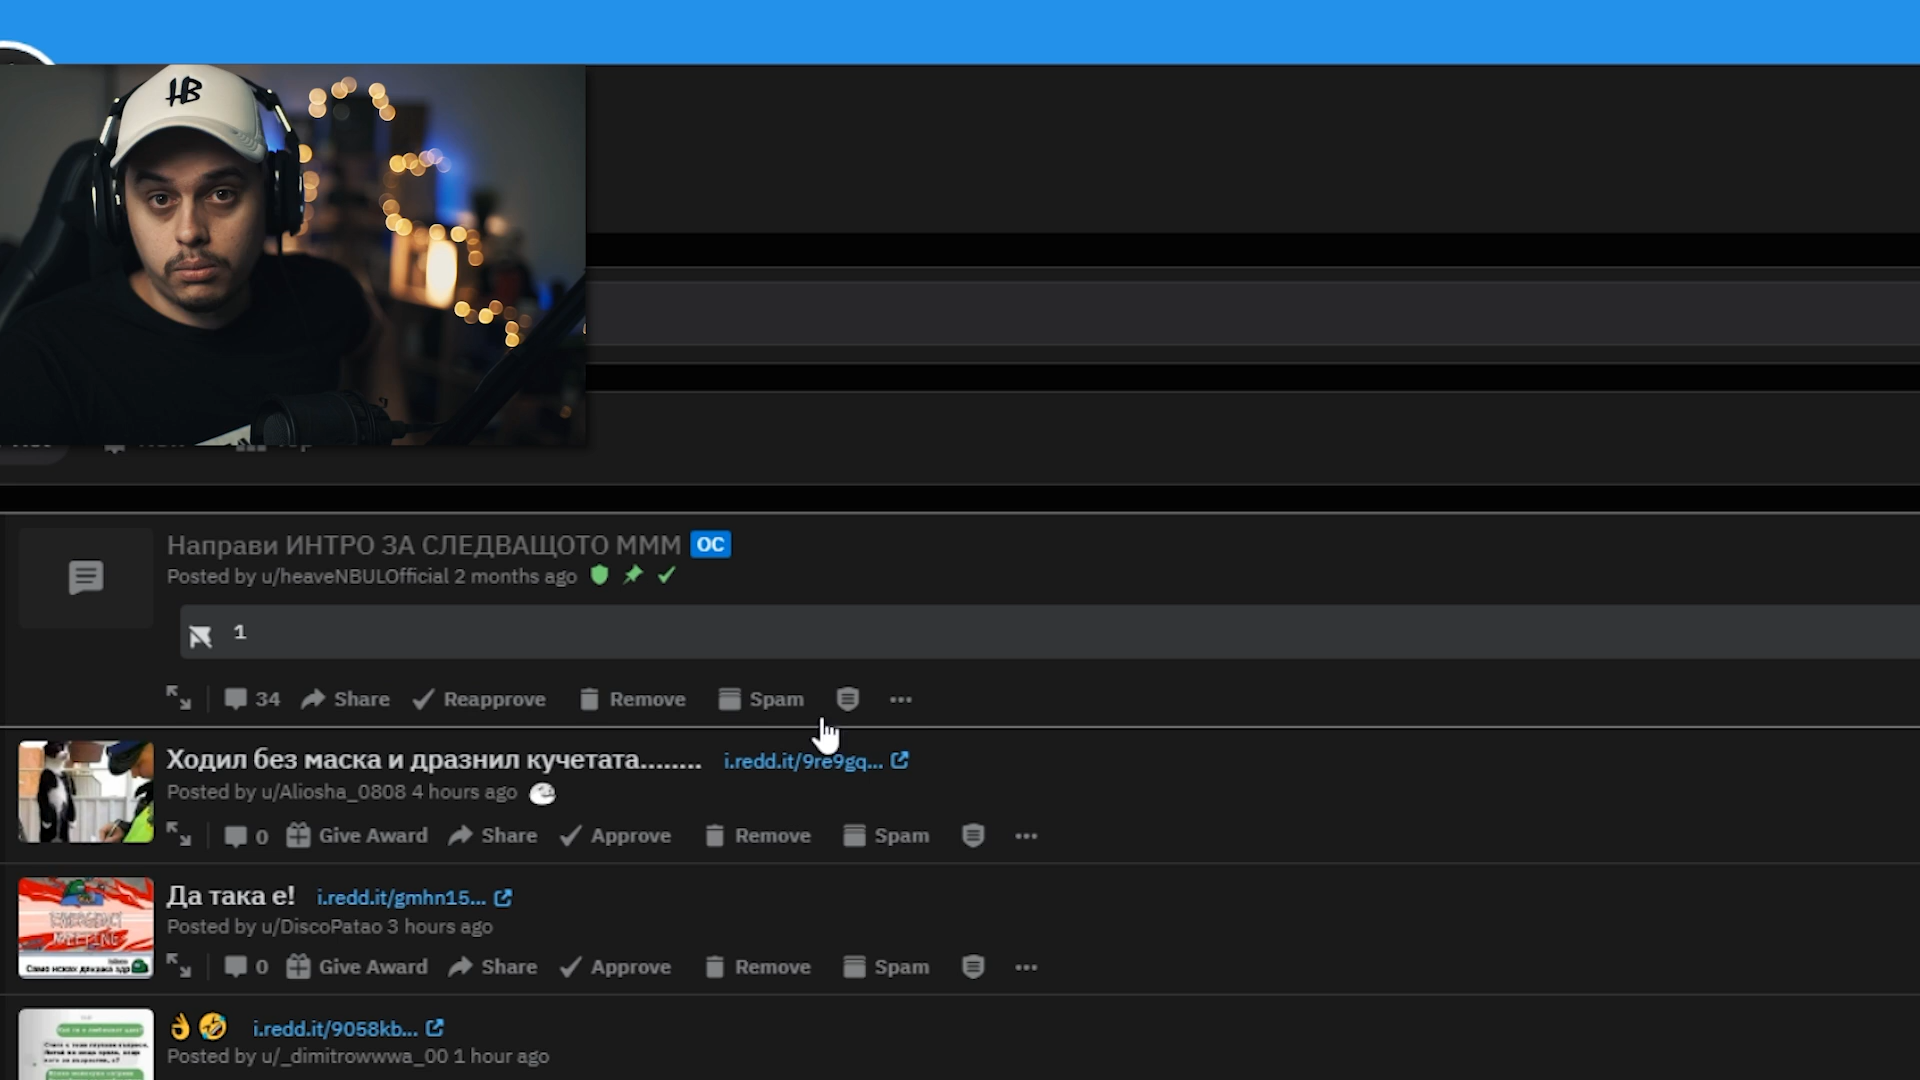 HB
Направи ИНТРО ЗА СЛЕДВАЩОТО МММ OC
Posted by u/heaveNBULOfficial 2 months ago
1
34 Share Reapprove Remove Spam
Ходил без маска и дразнил кучетата........ i.redd.it/9re9gq...
Posted by u/Aliosha_0808 4 hours ago
0 Give Award Share Approve Remove Spam
Да така е! i.redd.it/gmhn15...
Posted by u/DiscoPatao 3 hours ago
EMERGENCY
MEETING
0 Give Award Share Approve Remove Spam
👌🤣 i.redd.it/9058kb...
Posted by u/_dimitrowwwa_00 1 hour ago